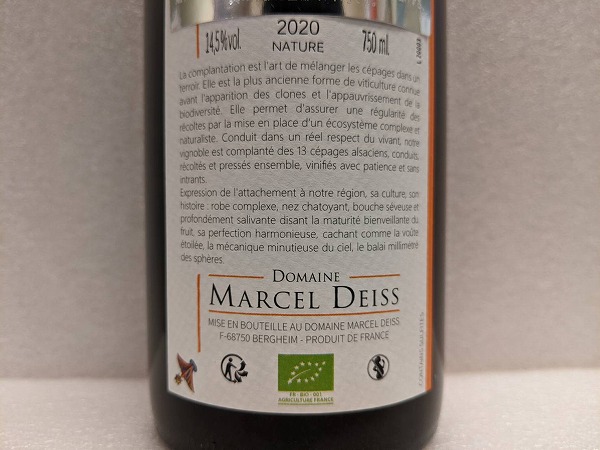 2020
14,5%vol. NATURE 750 ml.
La complantation est l'art de mélanger les cépages dans un
terroir. Elle est la plus ancienne forme de viticulture connue
avant l'apparition des clones et l'appauvrissement de la
biodiversité. Elle permet d'assurer une régularité des
récoltes par la mise en place d'un écosystème complexe et
naturaliste. Conduit dans un réel respect du vivant, notre
vignoble est complanté des 13 cépages alsaciens, conduits,
récoltés et pressés ensemble, vinifiés avec patience et sans
intrants.
Expression de l'attachement à notre région, sa culture, son
histoire : robe complexe, nez chatoyant, bouche séveuse et
profondément salivante disant la maturité bienveillante du
fruit, sa perfection harmonieuse, cachant comme la voûte
étoilée, la mécanique minutieuse du ciel, le balai millimétré
des sphères.
DOMAINE
MARCEL DEISS
MISE EN BOUTEILLE AU DOMAINE MARCEL DEISS,
F-68750 BERGHEIM - PRODUIT DE FRANCE
FR - BIO - 001
AGRICULTURE FRANCE